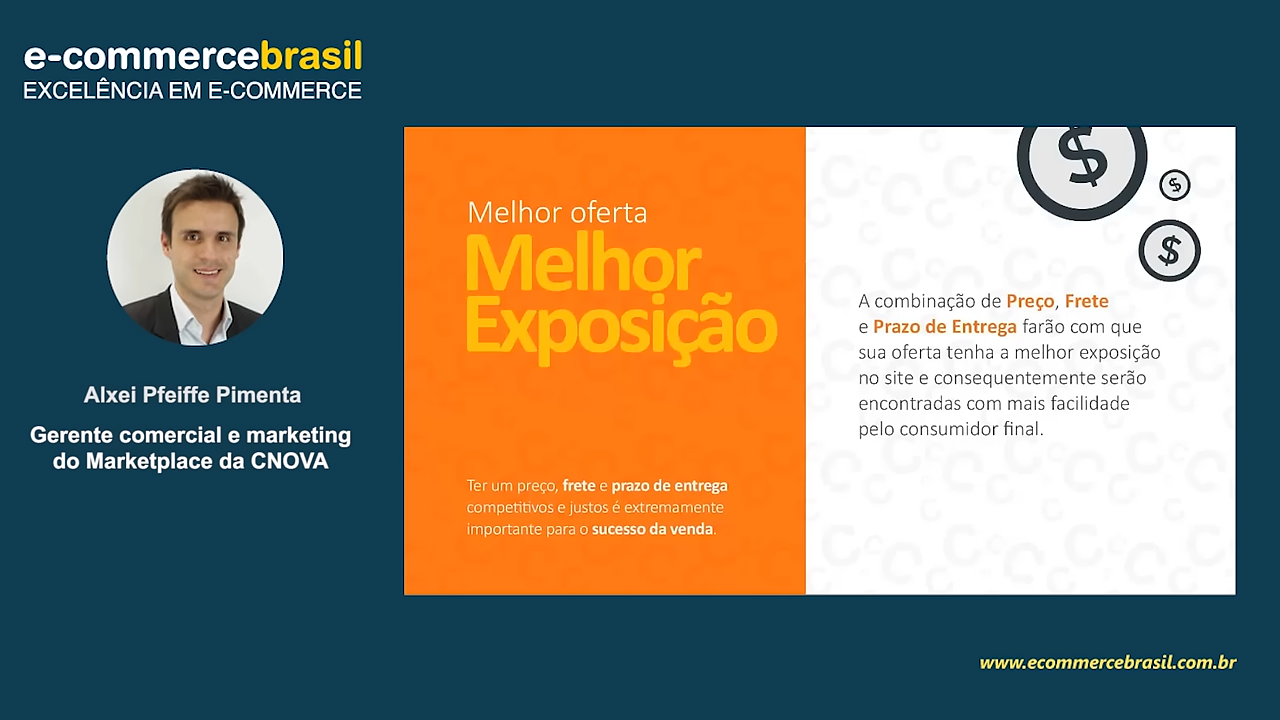 e-commercebrasil
EXCELÊNCIA EM E-COMMERCE
Alxei Pfeiffe Pimenta
Gerente comercial e marketing
do Marketplace da CNOVA
Melhor oferta
Melhor
Exposição
Ter um preço, frete e prazo de entrega
competitivos e justos é extremamente
importante para o sucesso da venda.
$
$
$
A combinação de Preço, Frete
e Prazo de Entrega farão com que
sua oferta tenha a melhor exposição
no site e consequentemente serão
encontradas com mais facilidade
pelo consumidor final.
www.ecommercebrasil.com.br